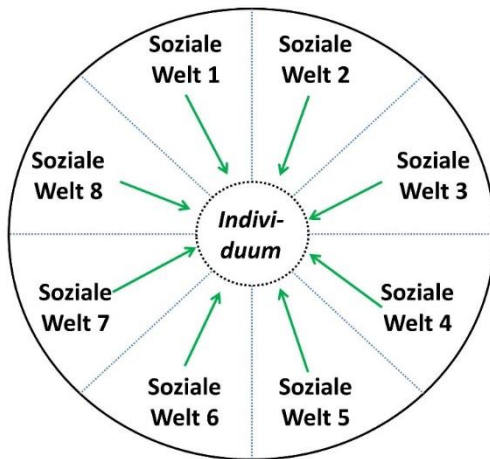 Soziale
Welt 1
Soziale
Welt 2
Soziale
Welt 3
Soziale
Welt 4
Soziale
Welt 5
Soziale
Welt 6
Soziale
Welt 7
Soziale
Welt 8
Indivi-
duum